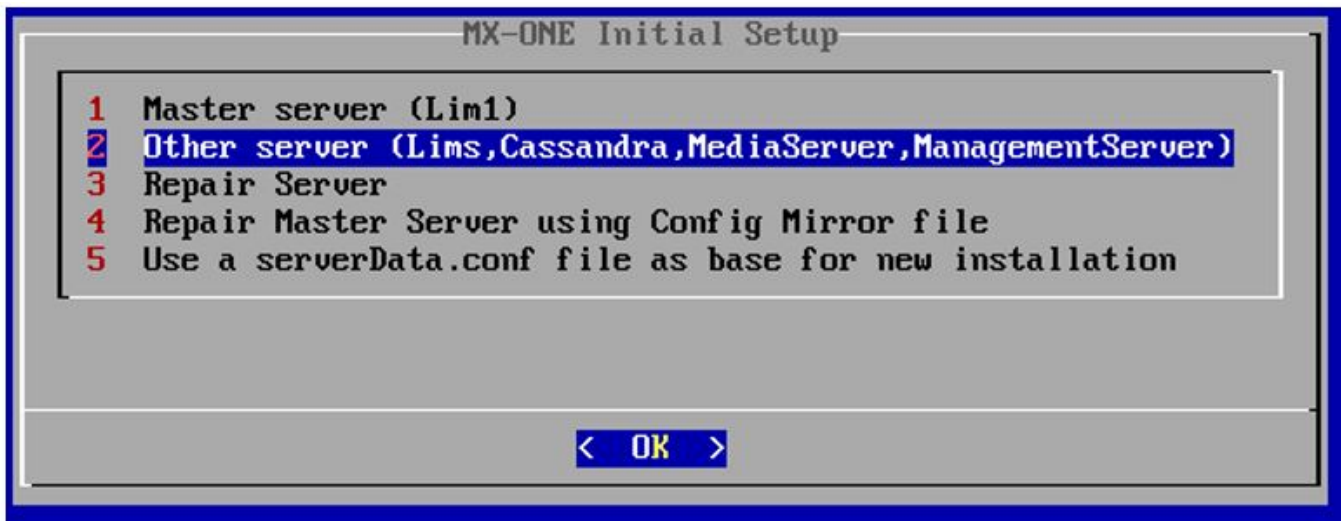 MX-ONE Initial Setup
1 Master server (Lim1)
2 Other server (Lims,Cassandra,MediaServer,ManagementServer)
3 Repair Server
4 Repair Master Server using Config Mirror file
5 Use a serverData.conf file as base for new installation
< OK >